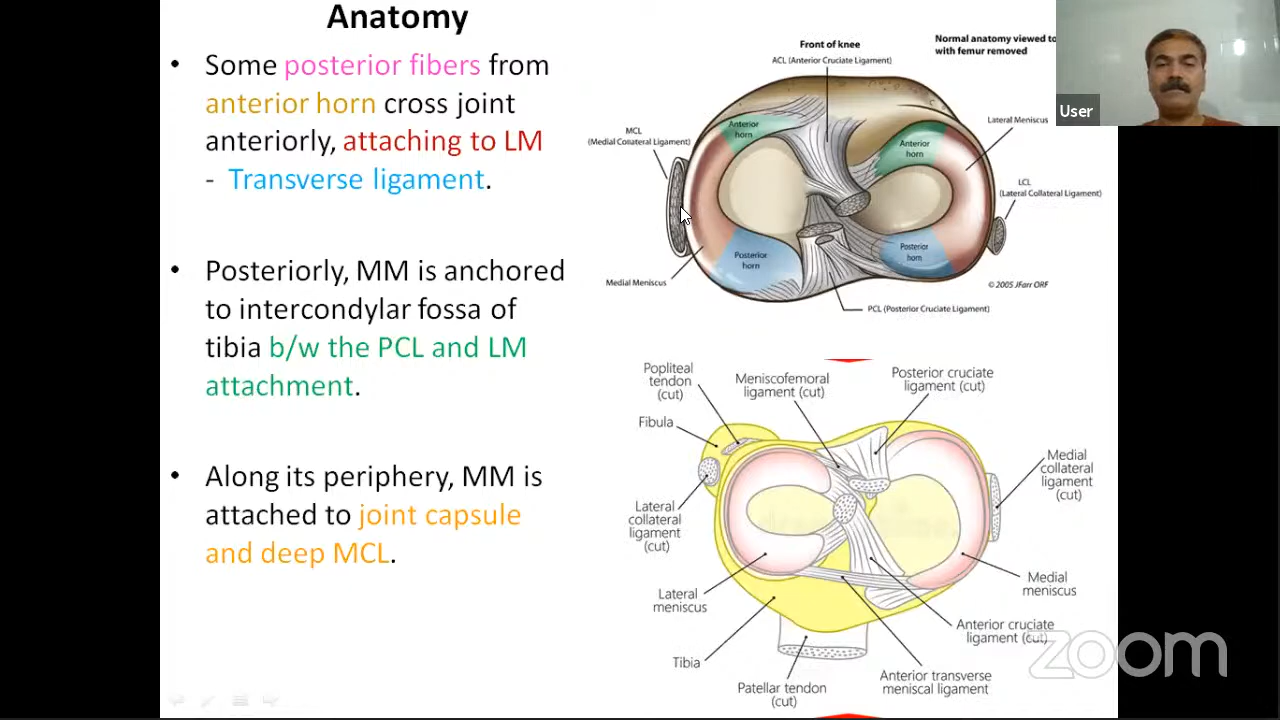 Anatomy
• Some posterior fibers from
anterior horn cross joint
anteriorly, attaching to LM
- Transverse ligament.
• Posteriorly, MM is anchored
to intercondylar fossa of
tibia b/w the PCL and LM
attachment.
• Along its periphery, MM is
attached to joint capsule
and deep MCL.
Front of knee
ACL (Anterior Cruciate Ligament)
Normal anatomy viewed to
with femur removed
MCL
(Medial Collateral Ligament)
Anterior
horn
Anterior
horn
Lateral Meniscus
LCL
(Lateral Collateral Ligament)
Posterior
horn
Posterior
horn
Medial Meniscus
PCL (Posterior Cruciate Ligament)
© 2005 JFarr ORF
Popliteal
tendon
(cut)
Meniscofemoral
ligament (cut)
Posterior cruciate
ligament (cut)
Fibula
Medial
collateral
ligament
(cut)
Lateral
collateral
ligament
(cut)
Lateral
meniscus
Medial
meniscus
Anterior cruciate
ligament (cut)
Tibia
Patellar tendon
(cut)
Anterior transverse
meniscal ligament
User
zoom